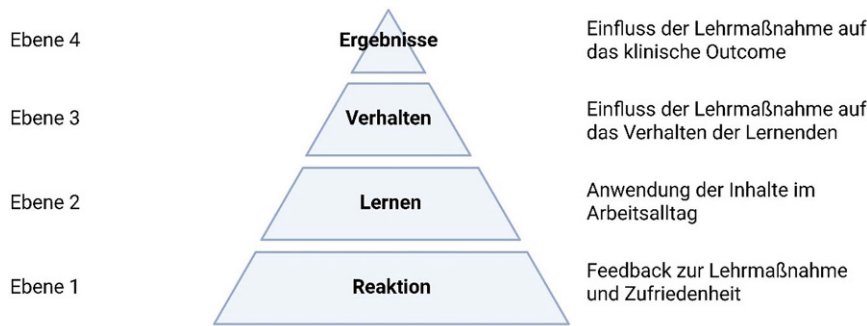 Ebene 4
Ergebnisse
Einfluss der Lehrmaßnahme auf
das klinische Outcome
Ebene 3
Verhalten
Einfluss der Lehrmaßnahme auf
das Verhalten der Lernenden
Ebene 2
Lernen
Anwendung der Inhalte im
Arbeitsalltag
Ebene 1
Reaktion
Feedback zur Lehrmaßnahme
und Zufriedenheit